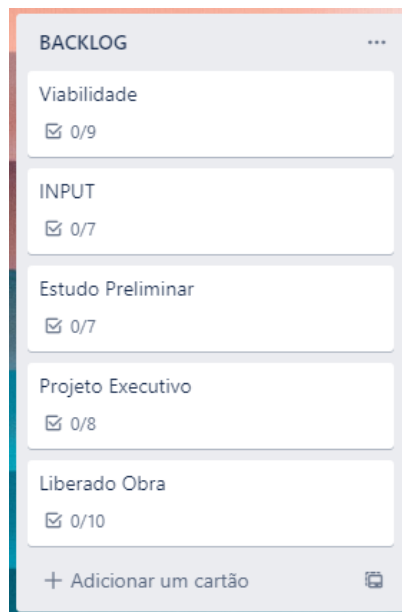 BACKLOG
Viabilidade
0/9
INPUT
0/7
Estudo Preliminar
0/7
Projeto Executivo
0/8
Liberado Obra
0/10
+ Adicionar um cartão